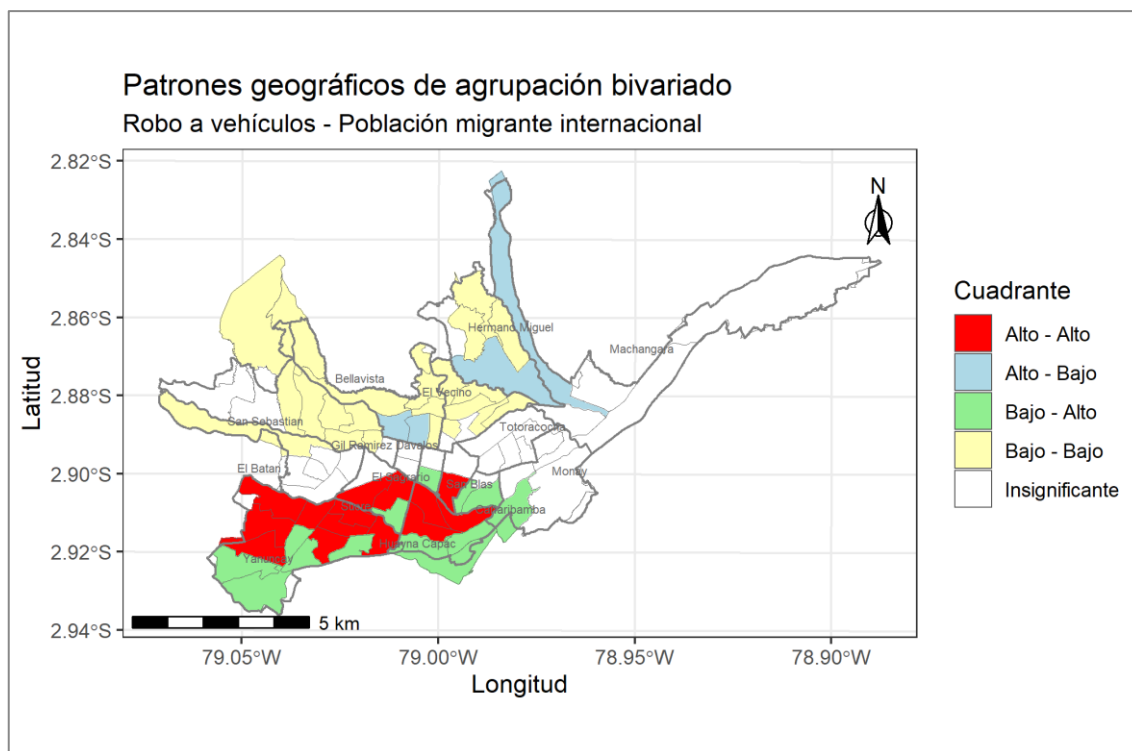 Patrones geográficos de agrupación bivariado
Robo a vehículos - Población migrante internacional
2.82°S
2.84°S
2.86°S
2.88°S
2.90°S
2.92°S
2.94°S
Latitud
N
Hermano Miguel
Machangara
Bellavista
El Vecino
San Sebastian
Totoracocha
Gil Ramirez Davalos
El Batan
El Sagrario
San Blas
Monay
Sucre
Cañaribamba
Huayna Capac
Yanuncay
5 km
79.05°W
79.00°W
78.95°W
78.90°W
Longitud
Cuadrante
Alto - Alto
Alto - Bajo
Bajo - Alto
Bajo - Bajo
Insignificante